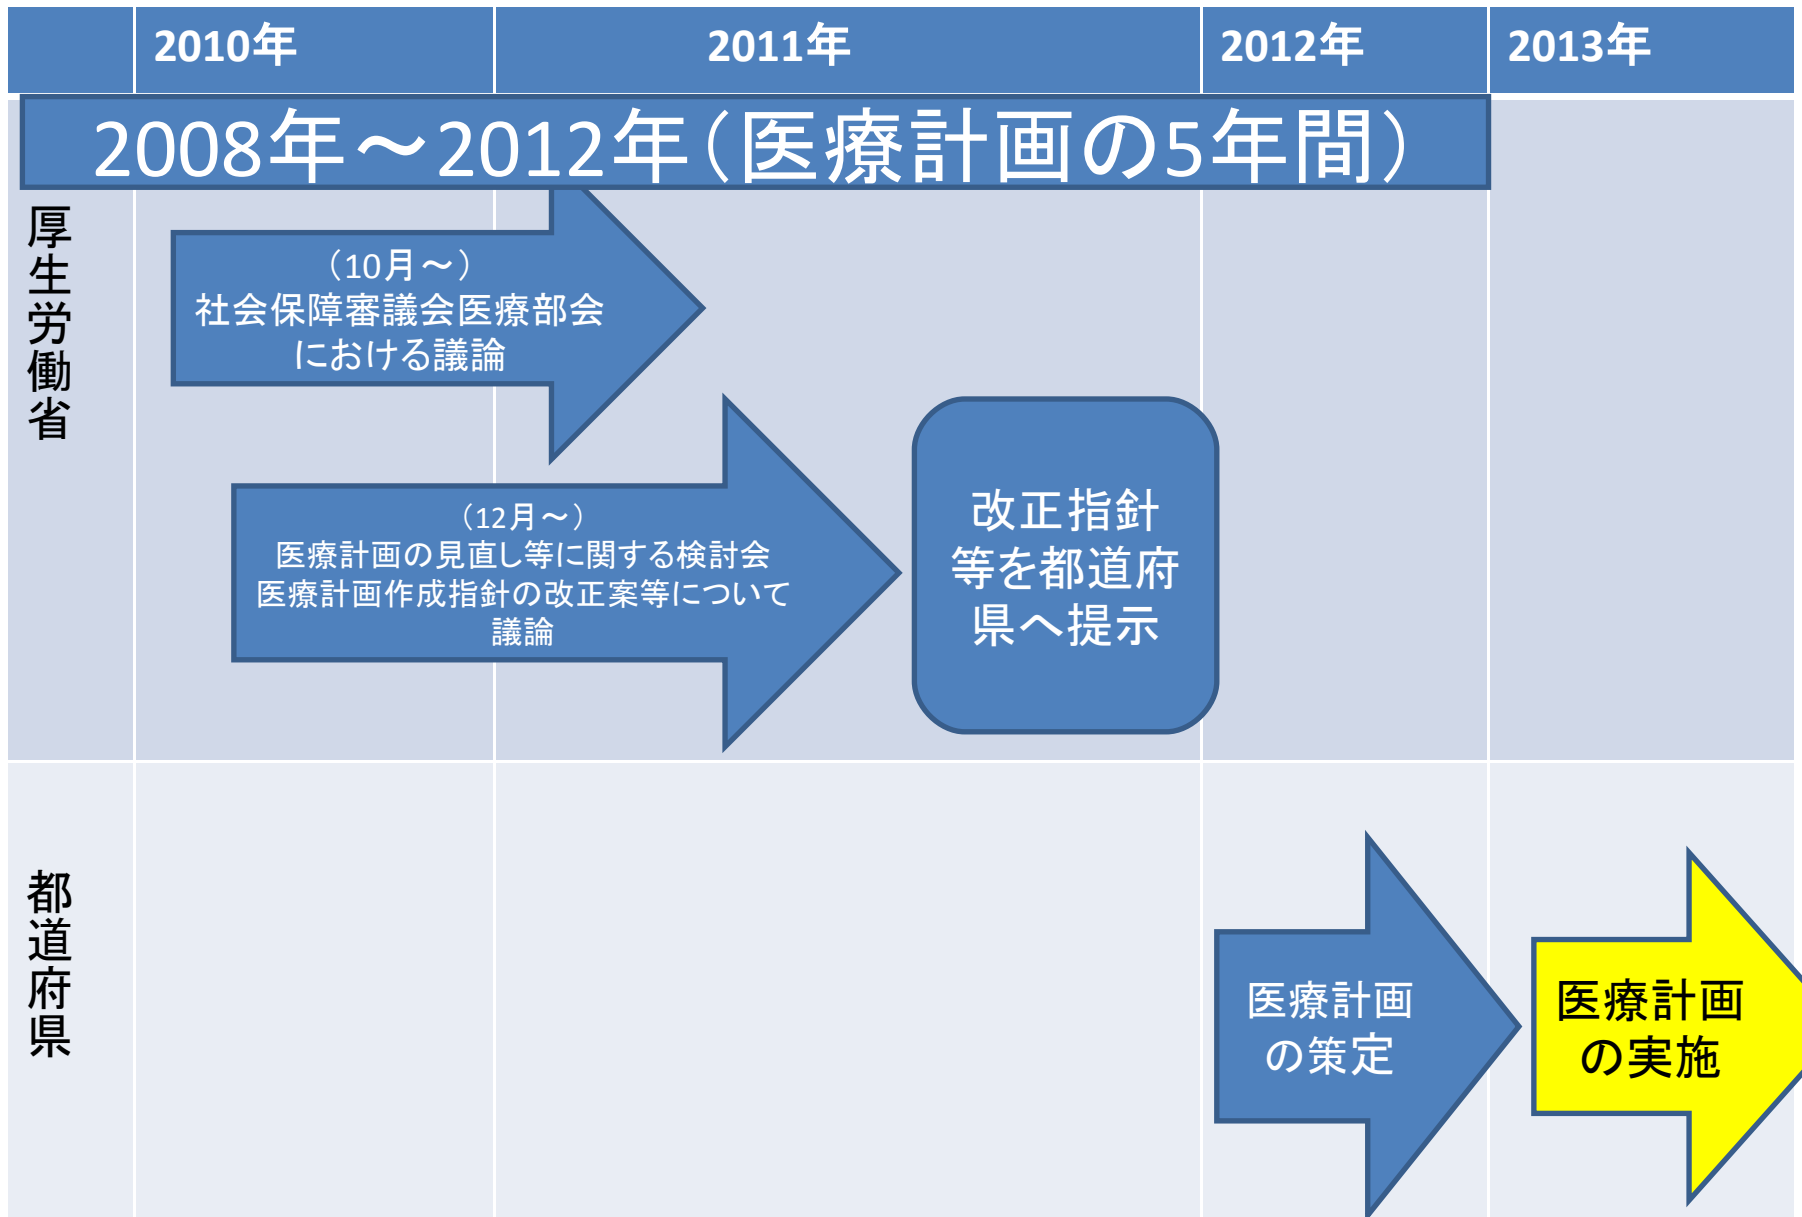 2010年
2011年
2012年
2013年
2008年～2012年（医療計画の5年間）
厚生労働省
（10月～）
社会保障審議会医療部会
における議論
（12月～）
医療計画の見直し等に関する検討会
医療計画作成指針の改正案等について
議論
改正指針
等を都道府
県へ提示
都道府県
医療計画
の策定
医療計画
の実施